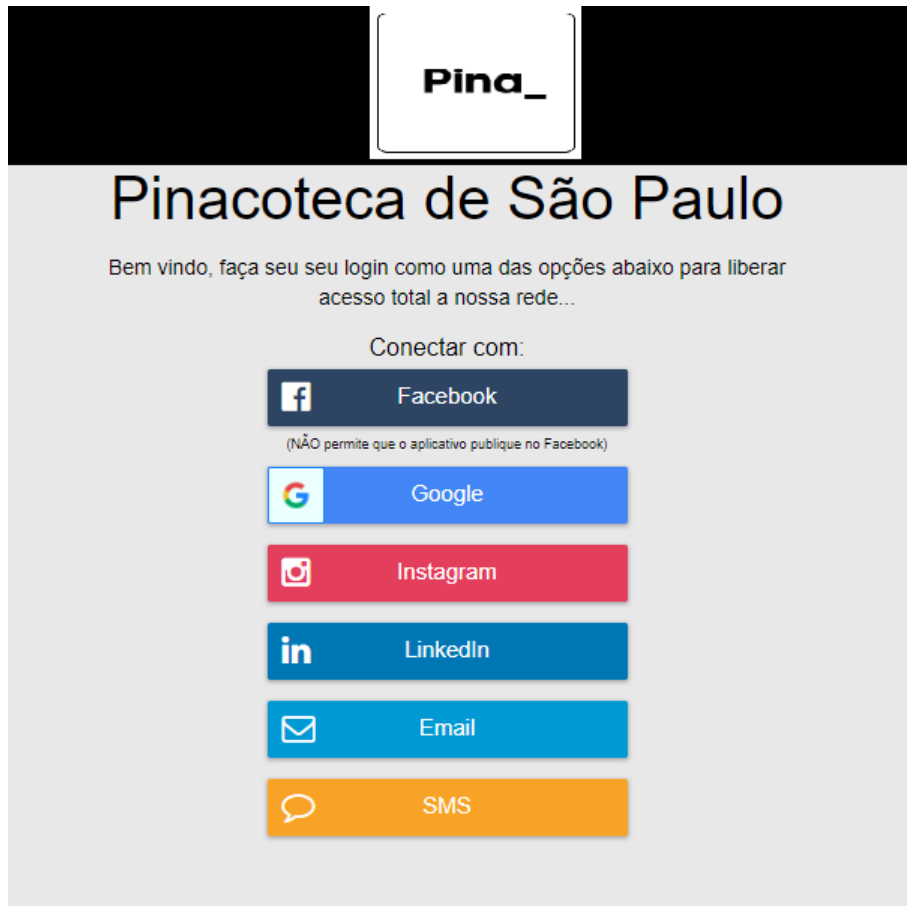 Pina_
Pinacoteca de São Paulo
Bem vindo, faça seu seu login como uma das opções abaixo para liberar
acesso total a nossa rede...
Conectar com:
Facebook
(NÃO permite que o aplicativo publique no Facebook)
Google
Instagram
LinkedIn
Email
SMS